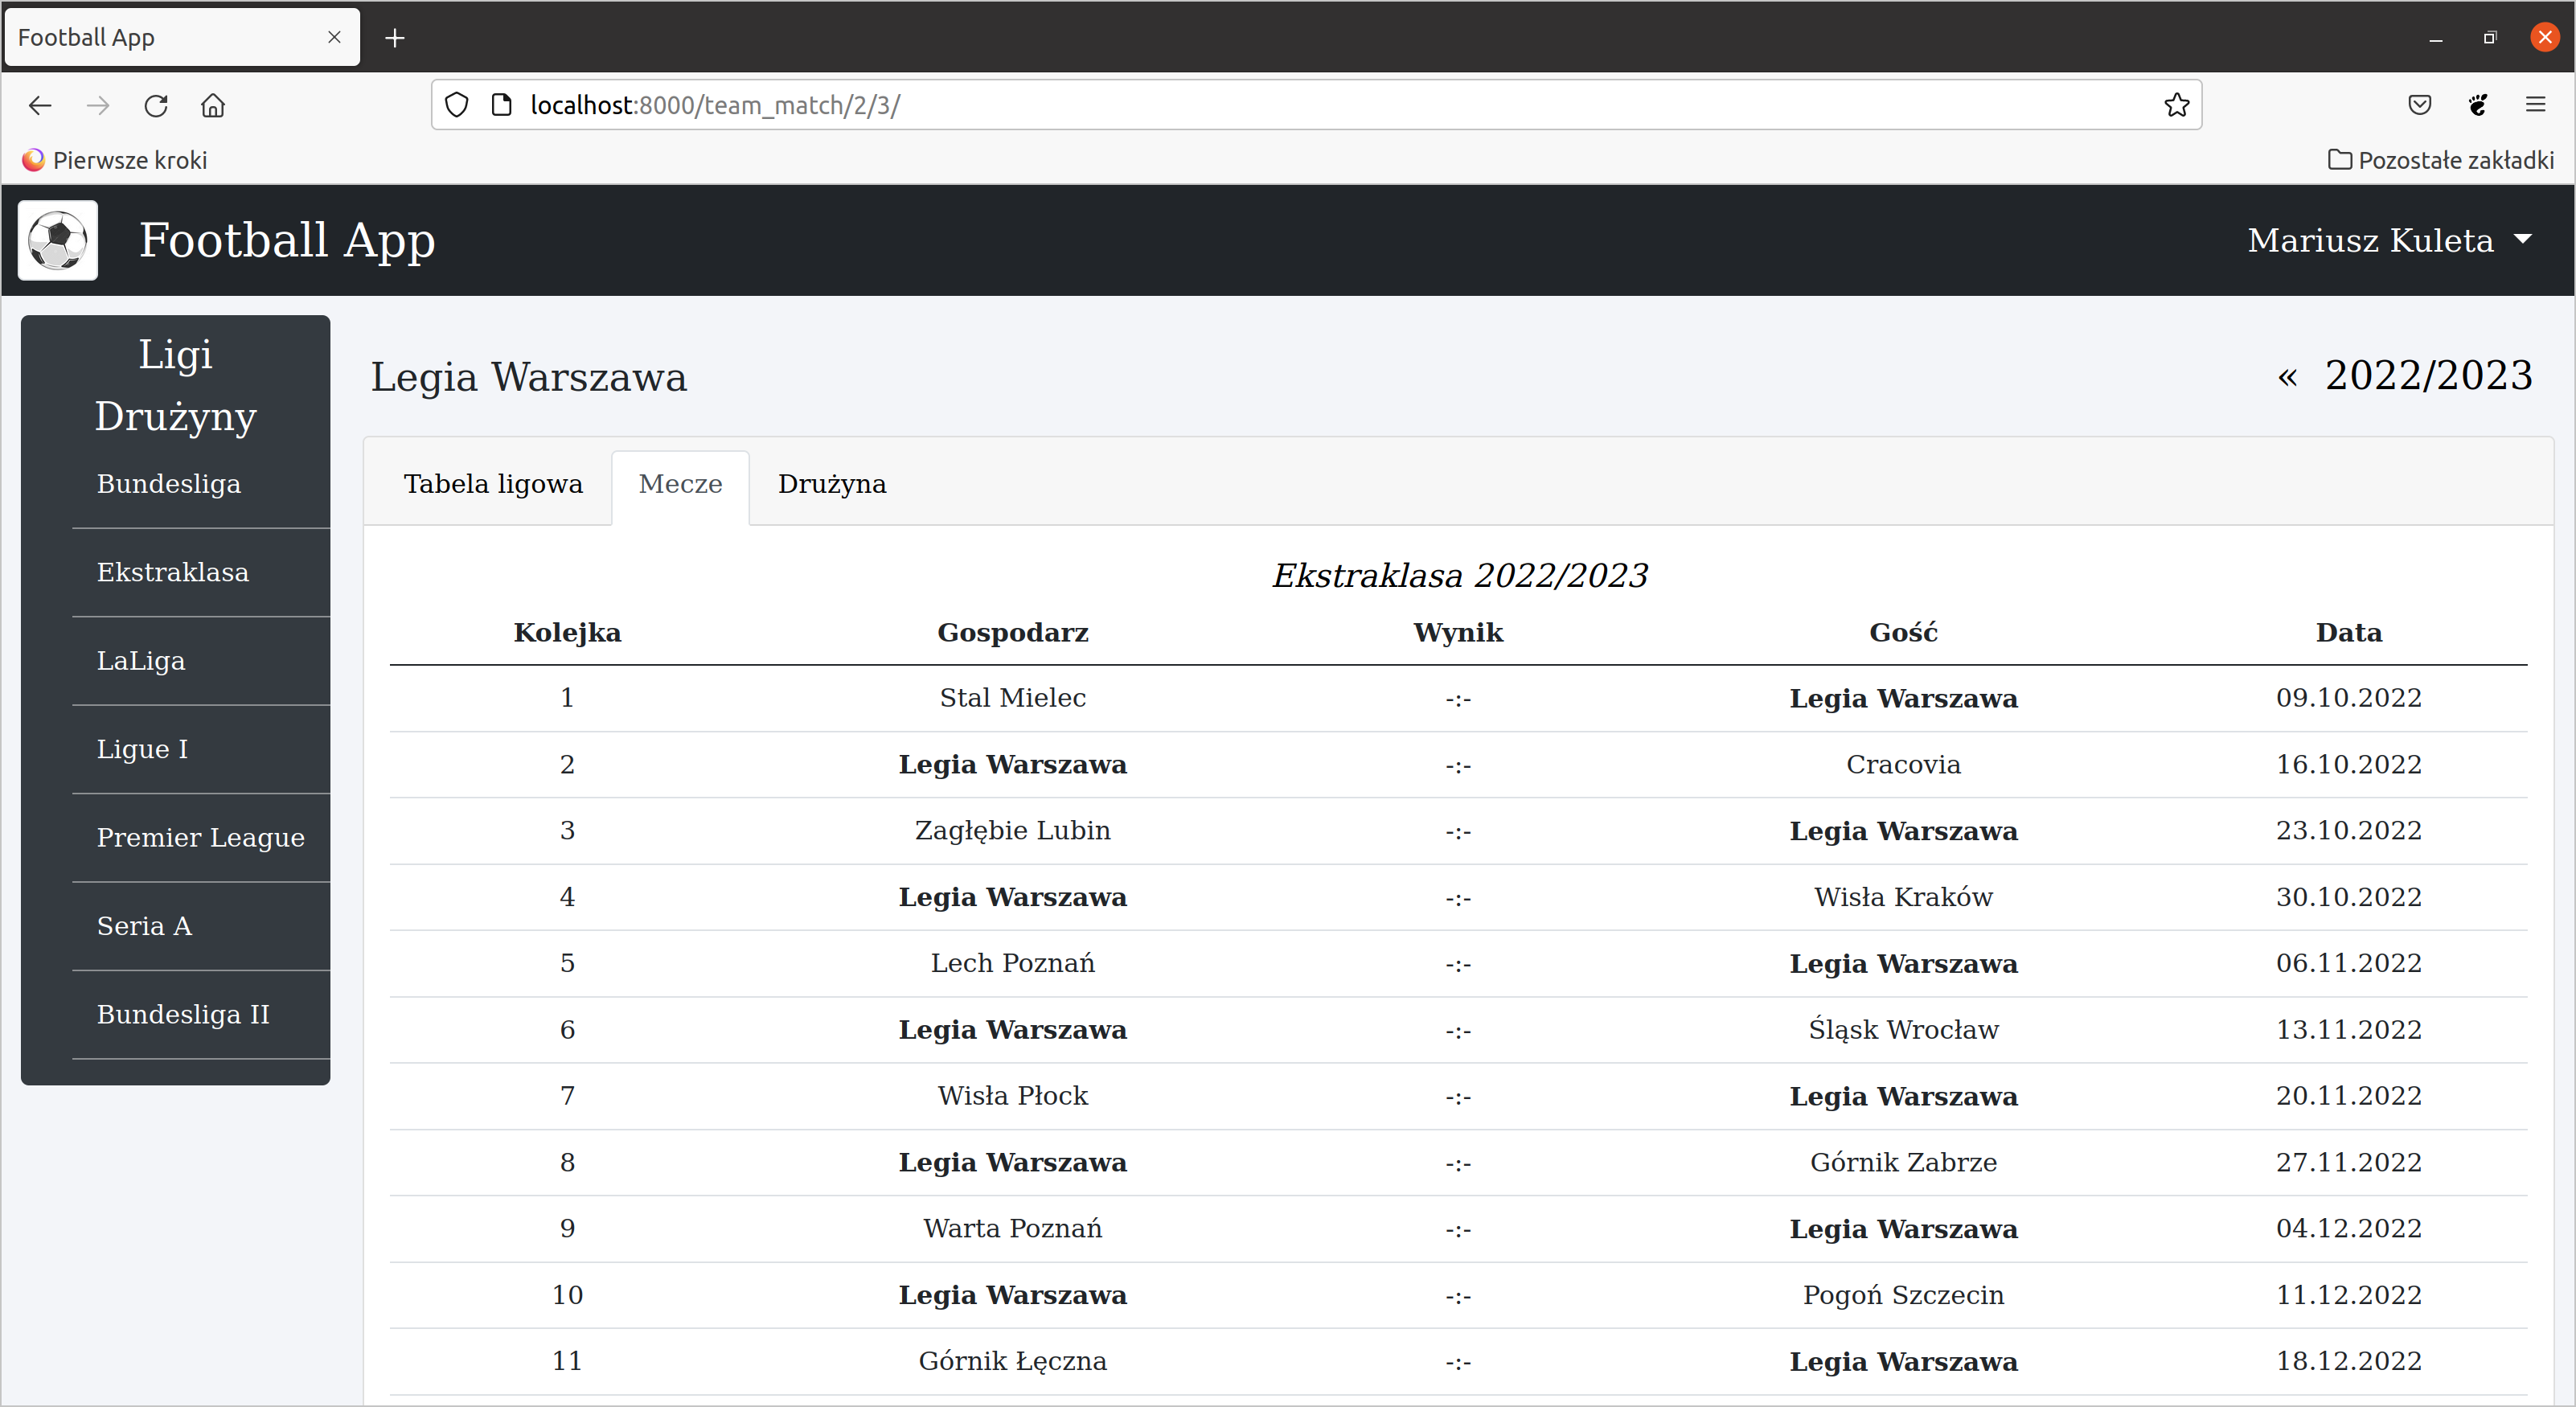 Football App
localhost:8000/team_match/2/3/
Pierwsze kroki
Pozostałe zakładki
Football App
Mariusz Kuleta
Ligi
Drużyny
Bundesliga
Ekstraklasa
LaLiga
Ligue I
Premier League
Seria A
Bundesliga II
Legia Warszawa
« 2022/2023
Tabela ligowa Mecze Drużyna
Ekstraklasa 2022/2023
Kolejka Gospodarz Wynik Gość Data
1 Stal Mielec -:- Legia Warszawa 09.10.2022
2 Legia Warszawa -:- Cracovia 16.10.2022
3 Zagłębie Lubin -:- Legia Warszawa 23.10.2022
4 Legia Warszawa -:- Wisła Kraków 30.10.2022
5 Lech Poznań -:- Legia Warszawa 06.11.2022
6 Legia Warszawa -:- Śląsk Wrocław 13.11.2022
7 Wisła Płock -:- Legia Warszawa 20.11.2022
8 Legia Warszawa -:- Górnik Zabrze 27.11.2022
9 Warta Poznań -:- Legia Warszawa 04.12.2022
10 Legia Warszawa -:- Pogoń Szczecin 11.12.2022
11 Górnik Łęczna -:- Legia Warszawa 18.12.2022